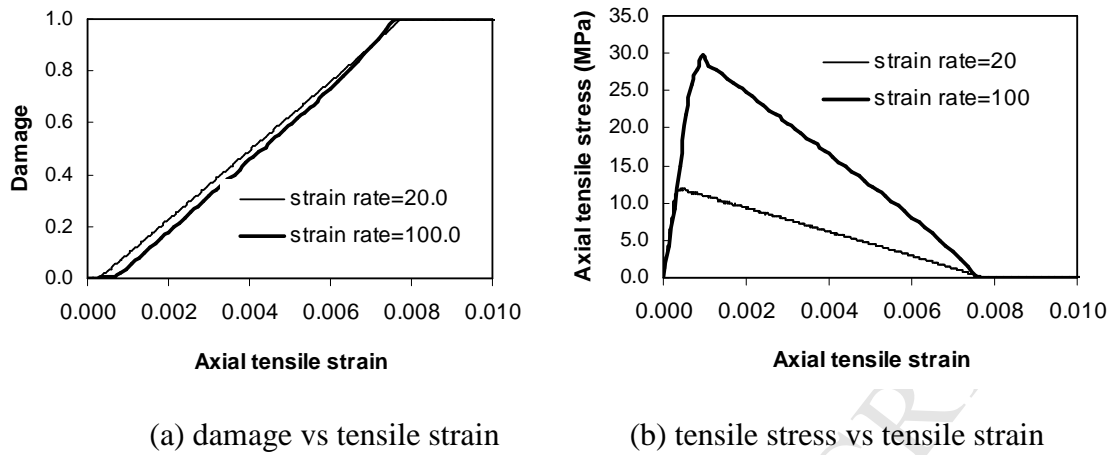 Damage
1.0
0.8
0.6
0.4
0.2
0.0
strain rate=20.0
strain rate=100.0
0.000 0.002 0.004 0.006 0.008 0.010
Axial tensile strain
(a) damage vs tensile strain
Axial tensile stress (MPa)
35.0
30.0
25.0
20.0
15.0
10.0
5.0
0.0
strain rate=20
strain rate=100
0.000 0.002 0.004 0.006 0.008 0.010
Axial tensile strain
(b) tensile stress vs tensile strain